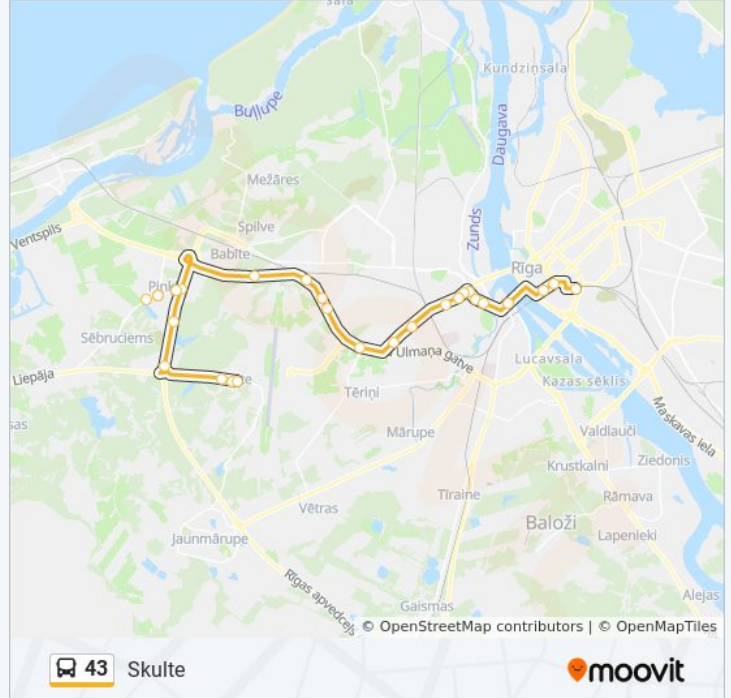 Kundziņsala
Buļļupe
Daugava
Mežāres
Ventspils
Spilve
Zunds
Babīte
Rīga
Sēbruciems
Ulmaņa gatve
Lucavsala
Liepāja
Kazas sēklis
Tēriņi
Maskavas iela
Mārupe
Valdlauči
Krustkalni
Ziedonis
Tīraine
Rāmava
Vētras
Baloži
Lapenieki
Jaunmārupe
Rīgas apvedceļš
Alejas
Gaismas
© OpenStreetMap contributors | © OpenMapTiles
43 Skulte
moovit